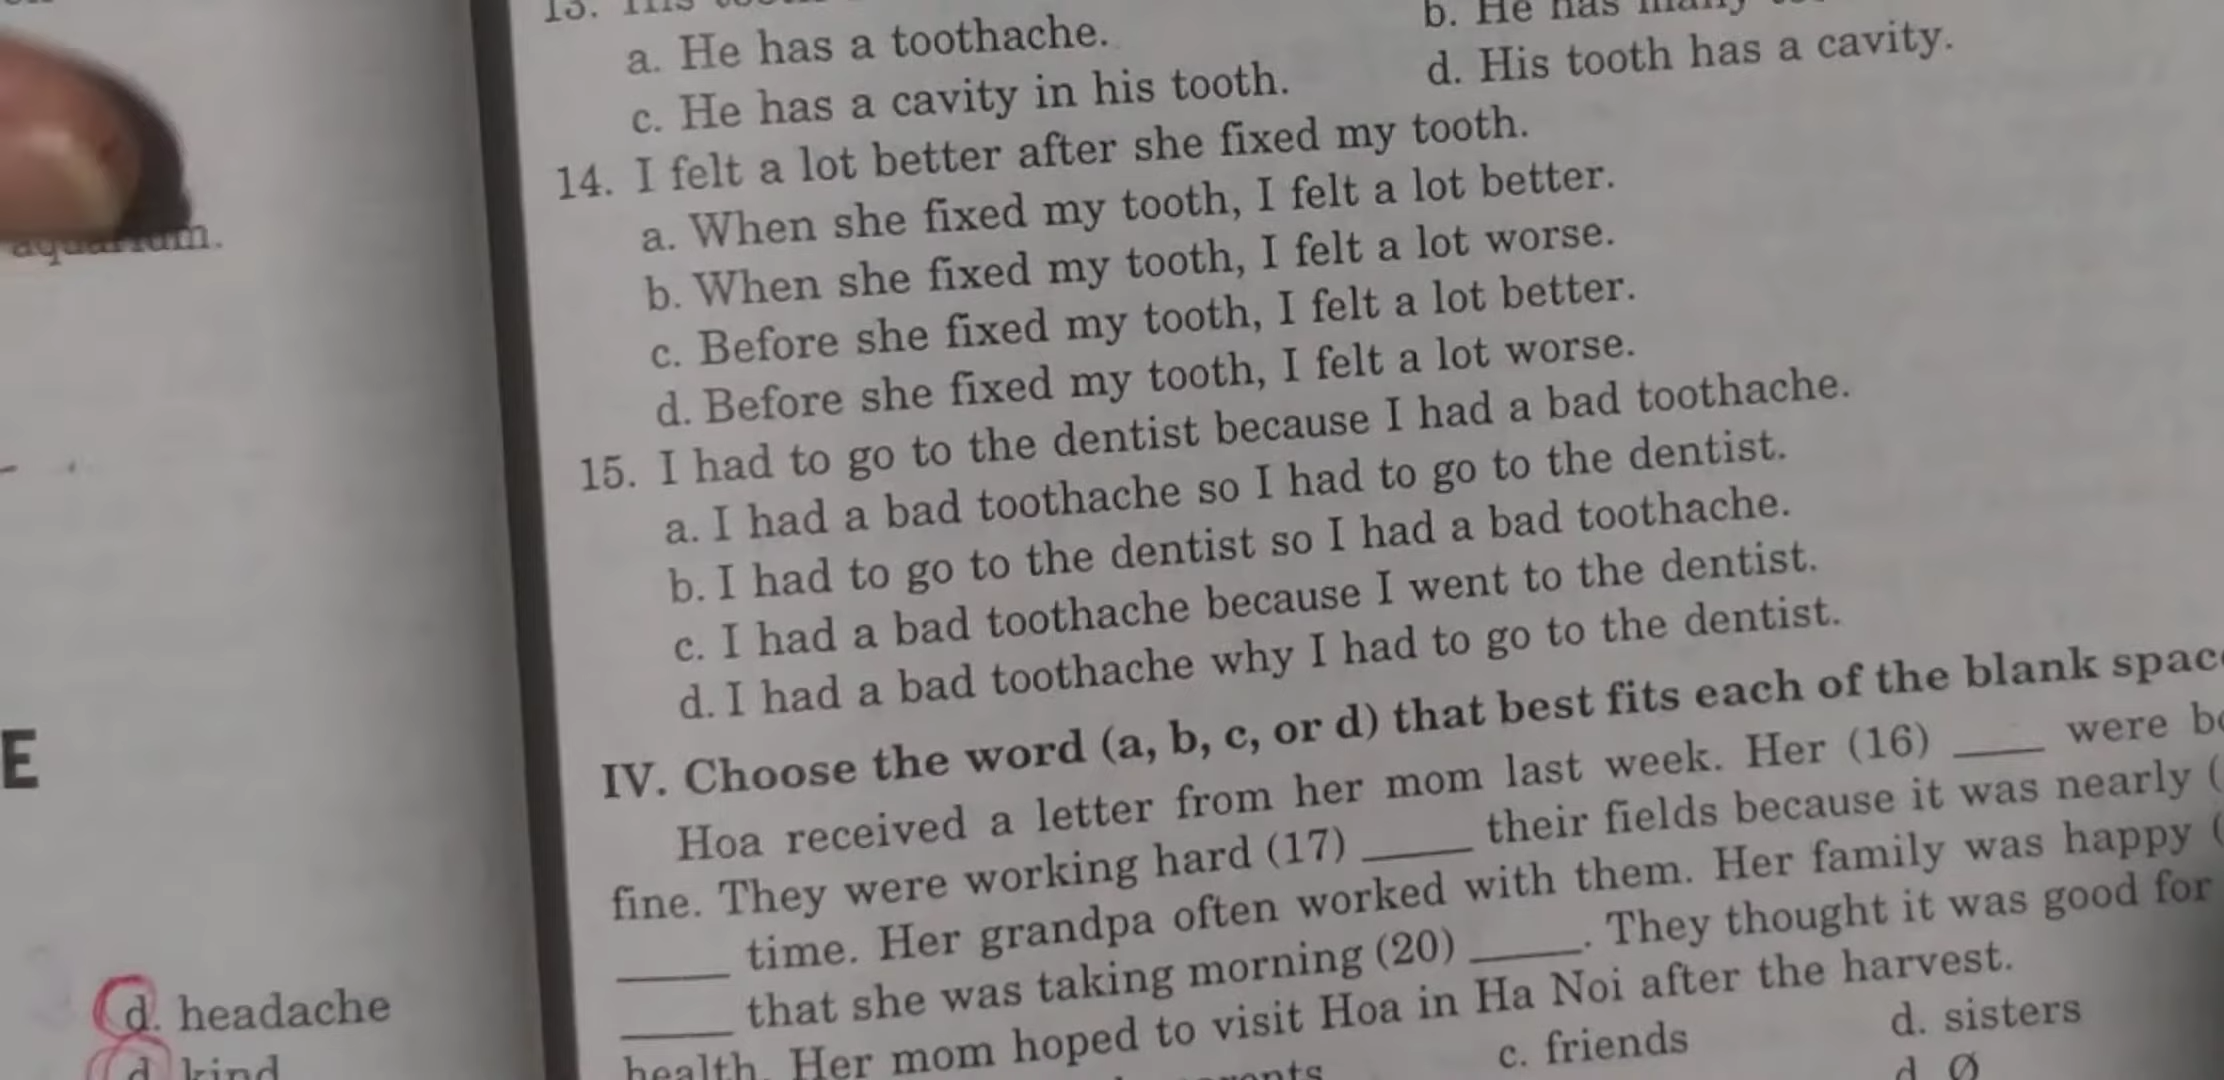 aquarium.
E
d. headache
d. kind
13. His
a. He has a toothache.
b. He has many
c. He has a cavity in his tooth.
d. His tooth has a cavity.
14. I felt a lot better after she fixed my tooth.
a. When she fixed my tooth, I felt a lot better.
b. When she fixed my tooth, I felt a lot worse.
c. Before she fixed my tooth, I felt a lot better.
d. Before she fixed my tooth, I felt a lot worse.
15. I had to go to the dentist because I had a bad toothache.
a. I had a bad toothache so I had to go to the dentist.
b. I had to go to the dentist so I had a bad toothache.
c. I had a bad toothache because I went to the dentist.
d. I had a bad toothache why I had to go to the dentist.
IV. Choose the word (a, b, c, or d) that best fits each of the blank
Hoa received a letter from her mom last week. Her (16) ____ were
fine. They were working hard (17) ____ their fields because it was nearly (
____ time. Her grandpa often worked with them. Her family was happy (
____ that she was taking morning (20) ____. They thought it was good for
health. Her mom hoped to visit Hoa in Ha Noi after the harvest.
c. friends
d. sisters
d. Ø